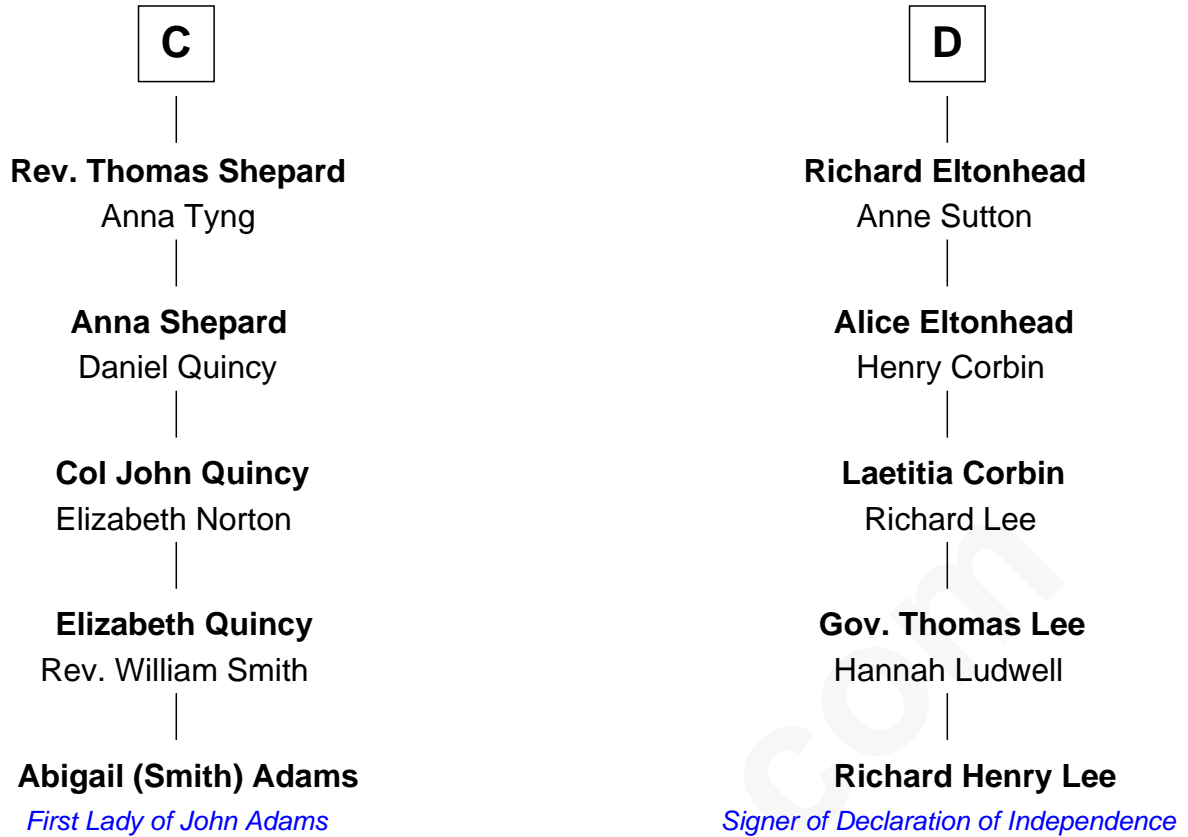 C
Rev. Thomas Shepard
Anna Tyng
Anna Shepard
Daniel Quincy
Col John Quincy
Elizabeth Norton
Elizabeth Quincy
Rev. William Smith
Abigail (Smith) Adams
First Lady of John Adams
D
Richard Eltonhead
Anne Sutton
Alice Eltonhead
Henry Corbin
Laetitia Corbin
Richard Lee
Gov. Thomas Lee
Hannah Ludwell
Richard Henry Lee
Signer of Declaration of Independence
com